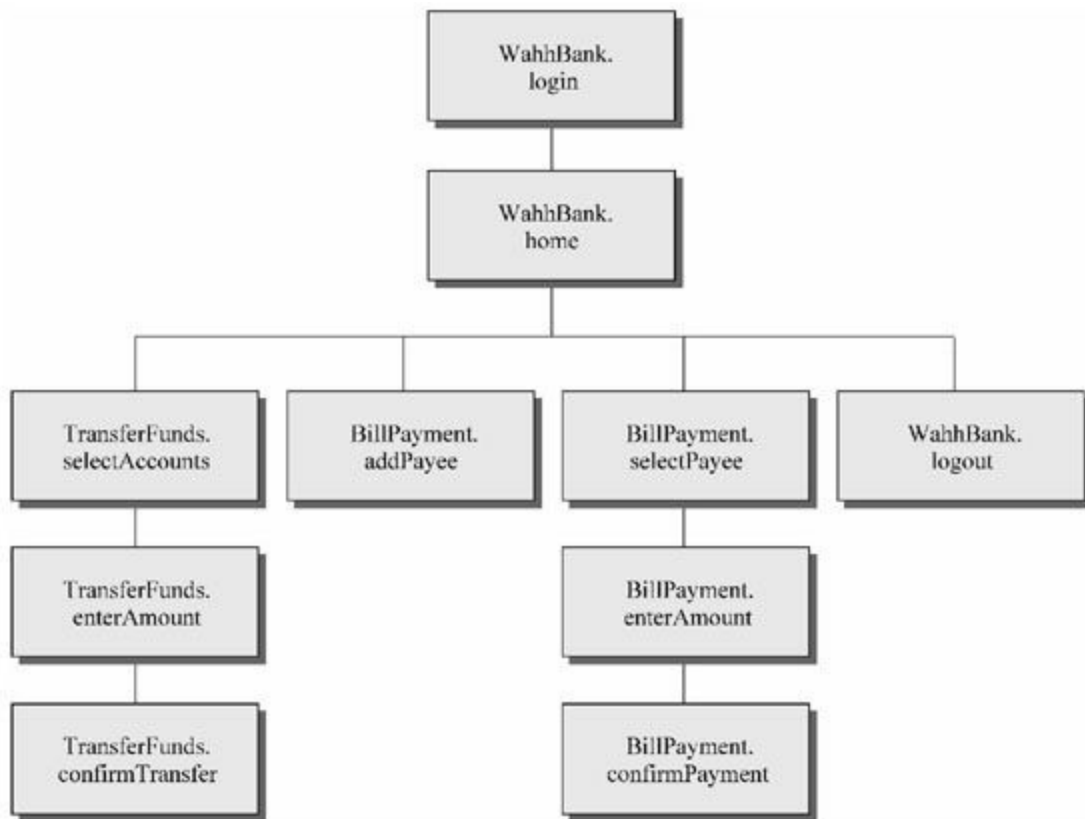 WahhBank.
login
WahhBank.
home
TransferFunds.
selectAccounts
BillPayment.
addPayee
BillPayment.
selectPayee
WahhBank.
logout
TransferFunds.
enterAmount
BillPayment.
enterAmount
TransferFunds.
confirmTransfer
BillPayment.
confirmPayment